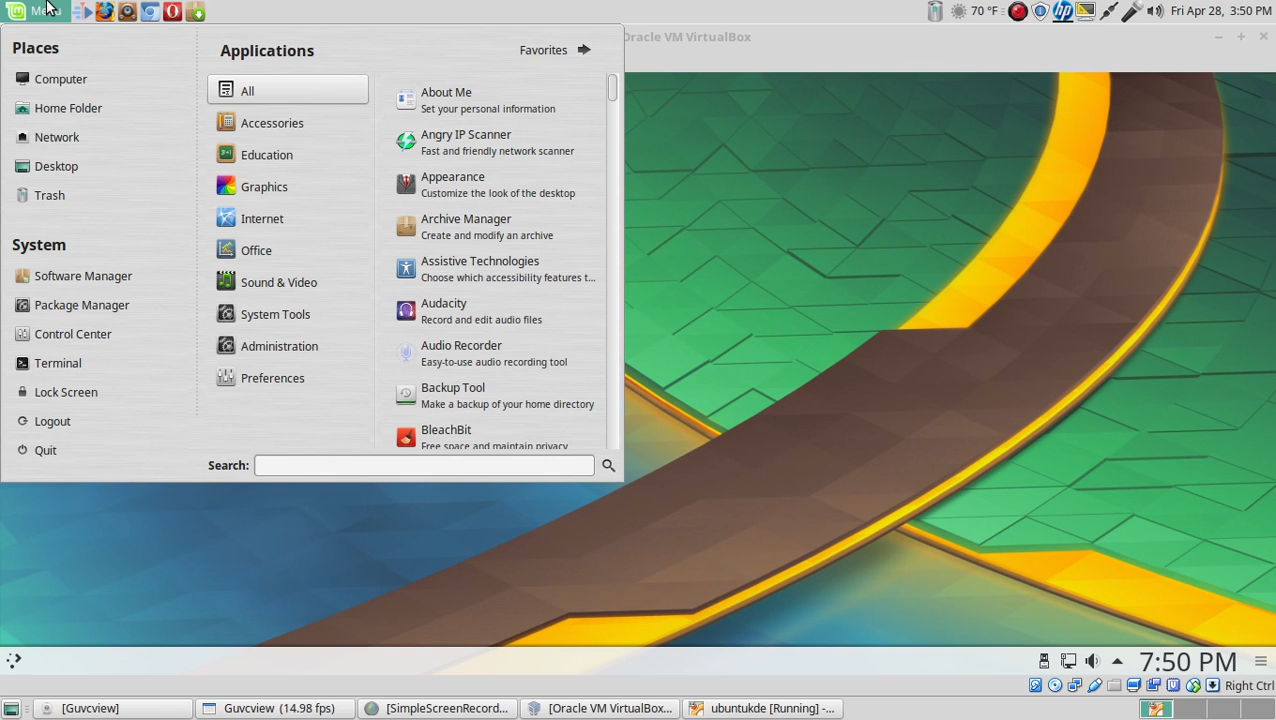 Menu
70 °F
Fri Apr 28, 3:50 PM
Oracle VM VirtualBox
Places
Computer
Home Folder
Network
Desktop
Trash
System
Software Manager
Package Manager
Control Center
Terminal
Lock Screen
Logout
Quit
Applications
Favorites
All
Accessories
Education
Graphics
Internet
Office
Sound & Video
System Tools
Administration
Preferences
About Me
Set your personal information
Angry IP Scanner
Fast and friendly network scanner
Appearance
Customize the look of the desktop
Archive Manager
Create and modify an archive
Assistive Technologies
Choose which accessibility features t...
Audacity
Record and edit audio files
Audio Recorder
Easy-to-use audio recording tool
Backup Tool
Make a backup of your home directory
BleachBit
Free space and maintain privacy
Search:
7:50 PM
Right Ctrl
[Guvcview]
Guvcview (14.98 fps)
[SimpleScreenRecord...
[Oracle VM VirtualBox...
ubuntukde [Running] -...